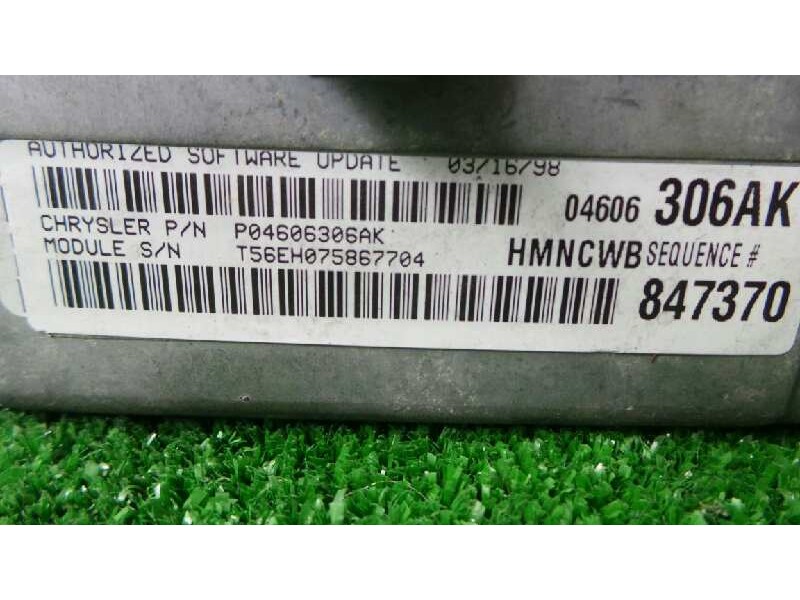 AUTHORIZED SOFTWARE UPDATE 03/16/98
04606 306AK
CHRYSLER P/N P04606306AK
MODULE S/N T56EH075867704
HMNCWB SEQUENCE #
847370